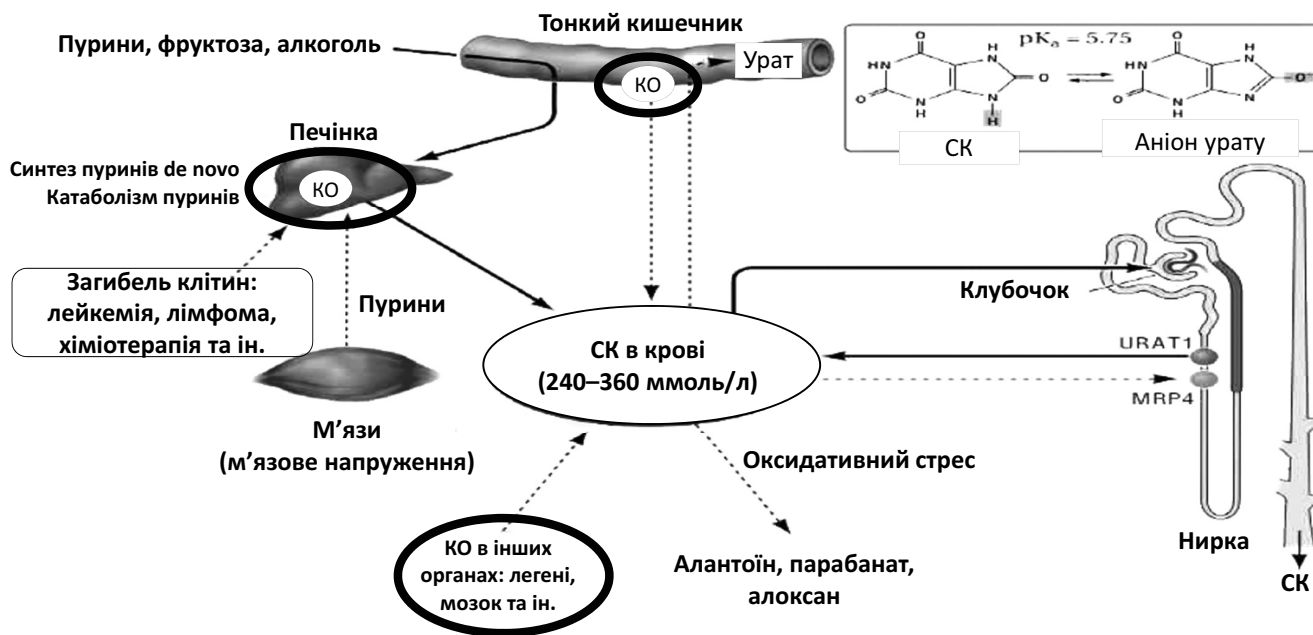 Тонкий кишечник
Пурини, фруктоза, алкоголь
Урат
КО
Печінка
Синтез пуринів de novo
Катаболізм пуринів
КО
Загибель клітин:
лейкемія, лімфома,
хіміотерапія та ін.
Пурини
М’язи
(м’язове напруження)
СК в крові
(240–360 ммоль/л)
КО в інших
органах: легені,
мозок та ін.
Оксидативний стрес
Алантоїн, парабанат,
алоксан
pKa = 5.75
O
H
N
HN
O
O
N
H
N
H
O
H
N
HN
O
O
N
H
N
СК
Аніон урату
Клубочок
URAT1
MRP4
Нирка
СК